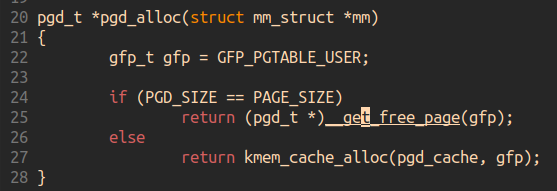 20 pgd_t *pgd_alloc(struct mm_struct *mm)
21 {
22         gfp_t gfp = GFP_PGTABLE_USER;
23
24         if (PGD_SIZE == PAGE_SIZE)
25                 return (pgd_t *)__get_free_page(gfp);
26         else
27                 return kmem_cache_alloc(pgd_cache, gfp);
28 }